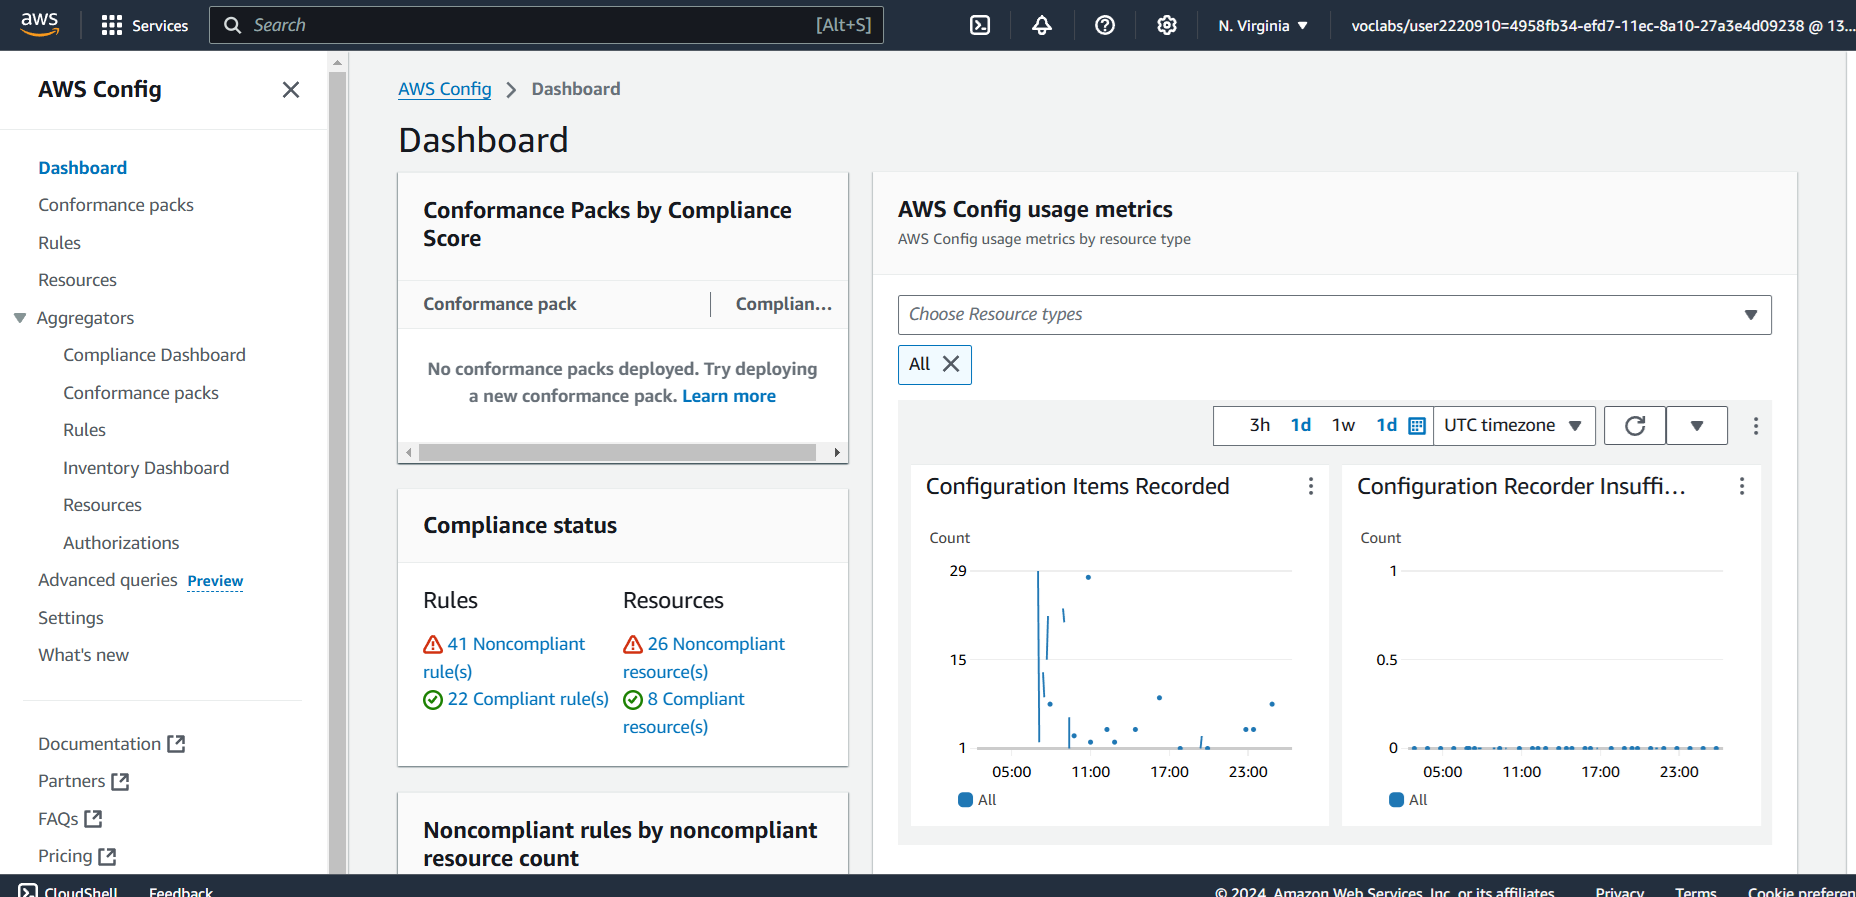 aws
Services
Search
[Alt+S]
N. Virginia
voclabs/user2220910=4958fb34-efd7-11ec-8a10-27a3e4d09238 @ 13...
AWS Config
Dashboard
Conformance packs
Rules
Resources
Aggregators
Compliance Dashboard
Conformance packs
Rules
Inventory Dashboard
Resources
Authorizations
Advanced queries Preview
Settings
What's new
Documentation
Partners
FAQs
Pricing
AWS Config > Dashboard
Dashboard
Conformance Packs by Compliance
Score
Conformance pack
Complian...
No conformance packs deployed. Try deploying
a new conformance pack. Learn more
Compliance status
Rules
41 Noncompliant
rule(s)
22 Compliant rule(s)
Resources
26 Noncompliant
resource(s)
8 Compliant
resource(s)
Noncompliant rules by noncompliant
resource count
AWS Config usage metrics
AWS Config usage metrics by resource type
Choose Resource types
All
3h 1d 1w 1d
UTC timezone
Configuration Items Recorded
Count
29
15
1
05:00 11:00 17:00 23:00
All
Configuration Recorder Insuffi...
Count
1
0.5
0
05:00 11:00 17:00 23:00
All
CloudShell
Feedback
© 2024, Amazon Web Services, Inc. or its affiliates.
Privacy
Terms
Cookie preferen